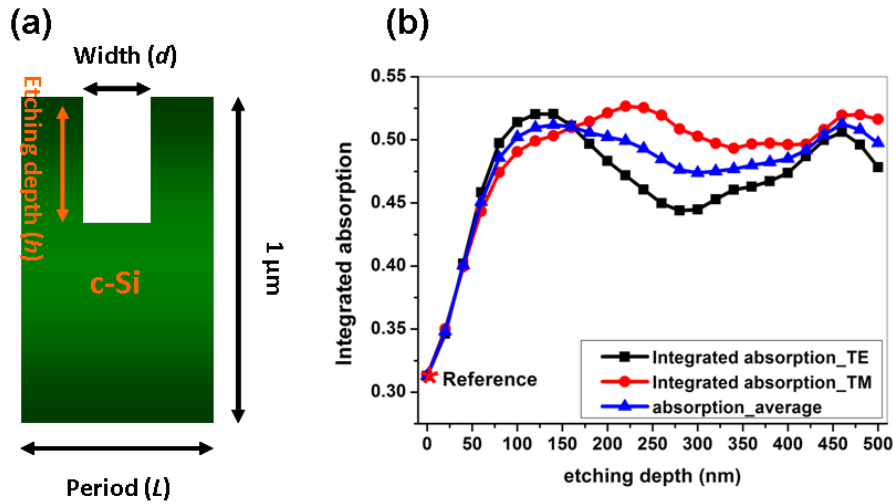 (a)
Width (d)
Etching depth (h)
c-Si
1 μm
Period (L)
(b)
0.55
0.50
0.45
0.40
0.35
0.30
Integrated absorption
Reference
Integrated absorption_TE
Integrated absorption_TM
absorption_average
0 50 100 150 200 250 300 350 400 450 500
etching depth (nm)